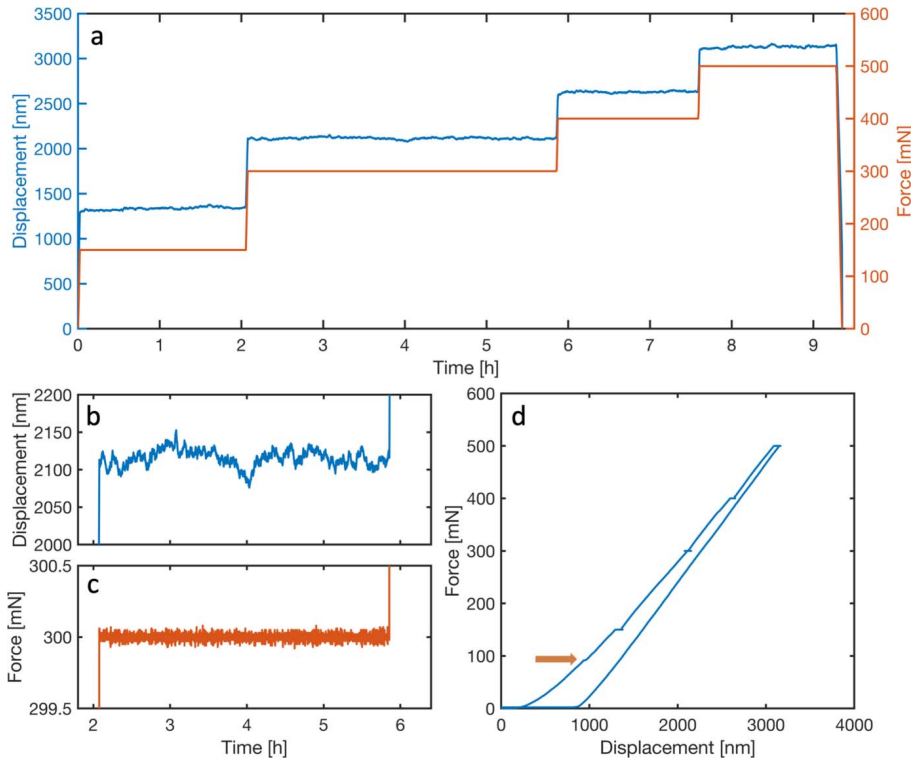 a
3500
3000
2500
2000
1500
1000
500
0
Displacement [nm]
600
500
400
300
200
100
0
Force [mN]
0 1 2 3 4 5 6 7 8 9
Time [h]
b
2200
2150
2100
2050
2000
Displacement [nm]
c
300.5
300
299.5
Force [mN]
2 3 4 5 6
Time [h]
d
600
500
400
300
200
100
0
Force [mN]
0 1000 2000 3000 4000
Displacement [nm]